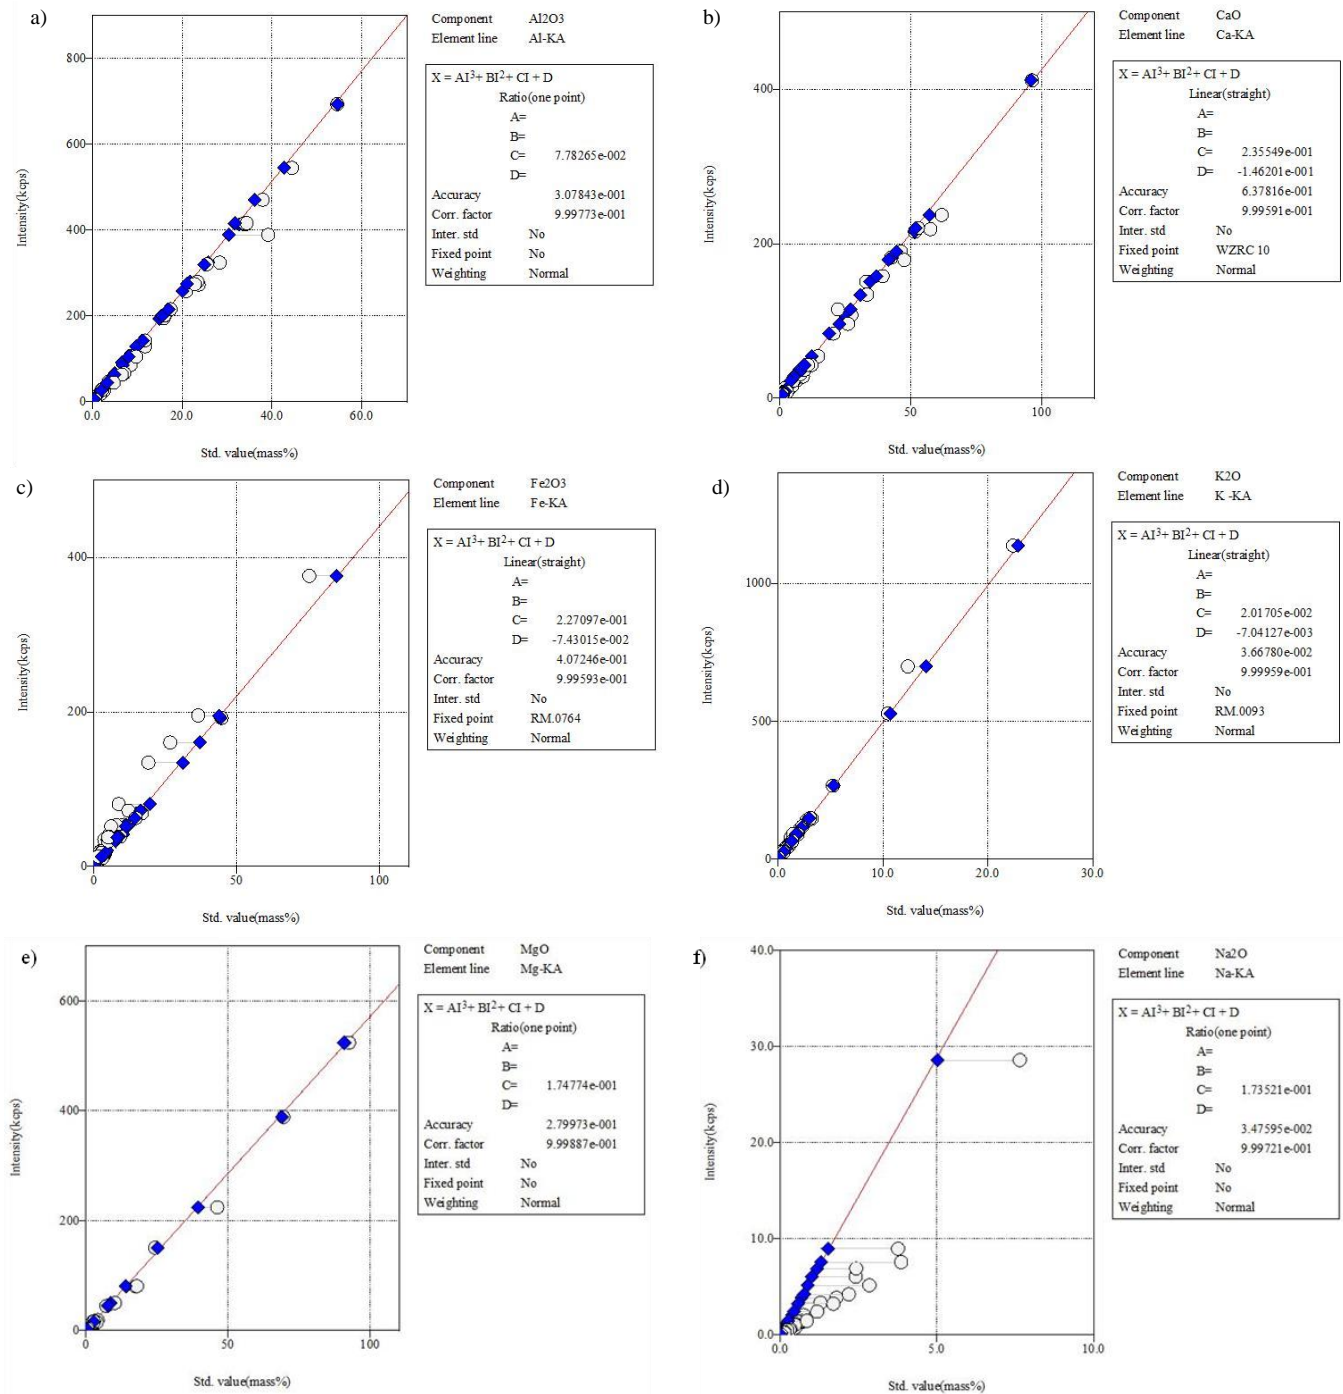 a)
Component Al2O3
Element line Al-KA
X = AI³+ BI²+ CI + D
Ratio(one point)
A=
B=
C= 7.78265e-002
D=
Accuracy 3.07843e-001
Corr. factor 9.99773e-001
Inter. std No
Fixed point No
Weighting Normal
Intensity(kcps)
800
600
400
200
0
0.0 20.0 40.0 60.0
Std. value(mass%)
b)
Component CaO
Element line Ca-KA
X = AI³+ BI²+ CI + D
Linear(straight)
A=
B=
C= 2.35549e-001
D= -1.46201e-001
Accuracy 6.37816e-001
Corr. factor 9.99591e-001
Inter. std No
Fixed point WZRC 10
Weighting Normal
Intensity(kcps)
400
200
0
0 50 100
Std. value(mass%)
c)
Component Fe2O3
Element line Fe-KA
X = AI³+ BI²+ CI + D
Linear(straight)
A=
B=
C= 2.27097e-001
D= -7.43015e-002
Accuracy 4.07246e-001
Corr. factor 9.99593e-001
Inter. std No
Fixed point RM.0764
Weighting Normal
Intensity(kcps)
400
200
0
0 50 100
Std. value(mass%)
d)
Component K2O
Element line K -KA
X = AI³+ BI²+ CI + D
Linear(straight)
A=
B=
C= 2.01705e-002
D= -7.04127e-003
Accuracy 3.66780e-002
Corr. factor 9.99959e-001
Inter. std No
Fixed point RM.0093
Weighting Normal
Intensity(kcps)
1000
500
0
0.0 10.0 20.0 30.0
Std. value(mass%)
e)
Component MgO
Element line Mg-KA
X = AI³+ BI²+ CI + D
Ratio(one point)
A=
B=
C= 1.74774e-001
D=
Accuracy 2.79973e-001
Corr. factor 9.99887e-001
Inter. std No
Fixed point No
Weighting Normal
Intensity(kcps)
600
400
200
0
0 50 100
Std. value(mass%)
f)
Component Na2O
Element line Na-KA
X = AI³+ BI²+ CI + D
Ratio(one point)
A=
B=
C= 1.73521e-001
D=
Accuracy 3.47595e-002
Corr. factor 9.99721e-001
Inter. std No
Fixed point No
Weighting Normal
Intensity(kcps)
40.0
30.0
20.0
10.0
0.0
0.0 5.0 10.0
Std. value(mass%)